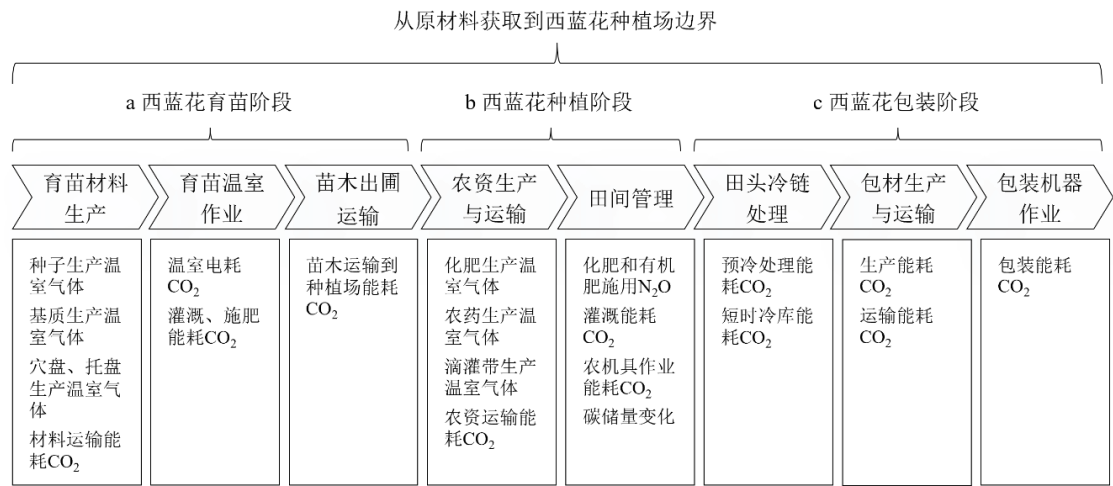 从原材料获取到西蓝花种植场边界
a 西蓝花育苗阶段
b 西蓝花种植阶段
c 西蓝花包装阶段
育苗材料
生产
育苗温室
作业
苗木出圃
运输
农资生产
与运输
田间管理
田头冷链
处理
包材生产
与运输
包装机器
作业
种子生产温
室气体
基质生产温
室气体
穴盘、托盘
生产温室气
体
材料运输能
耗CO₂
温室电耗
CO₂
灌溉、施肥
能耗CO₂
苗木运输到
种植场能耗
CO₂
化肥生产温
室气体
农药生产温
室气体
滴灌带生产
温室气体
农资运输能
耗CO₂
化肥和有机
肥施用N₂O
灌溉能耗
CO₂
农机具作业
能耗CO₂
碳储量变化
预冷处理能
耗CO₂
短时冷库能
耗CO₂
生产能耗
CO₂
运输能耗
CO₂
包装能耗
CO₂